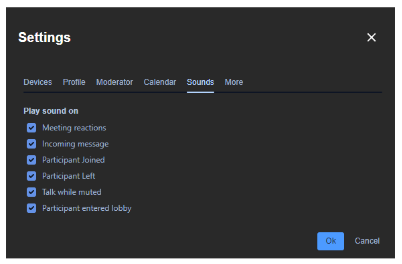 Settings
Devices Profile Moderator Calendar Sounds More
Play sound on
Meeting reactions
Incoming message
Participant Joined
Participant Left
Talk while muted
Participant entered lobby
Ok Cancel